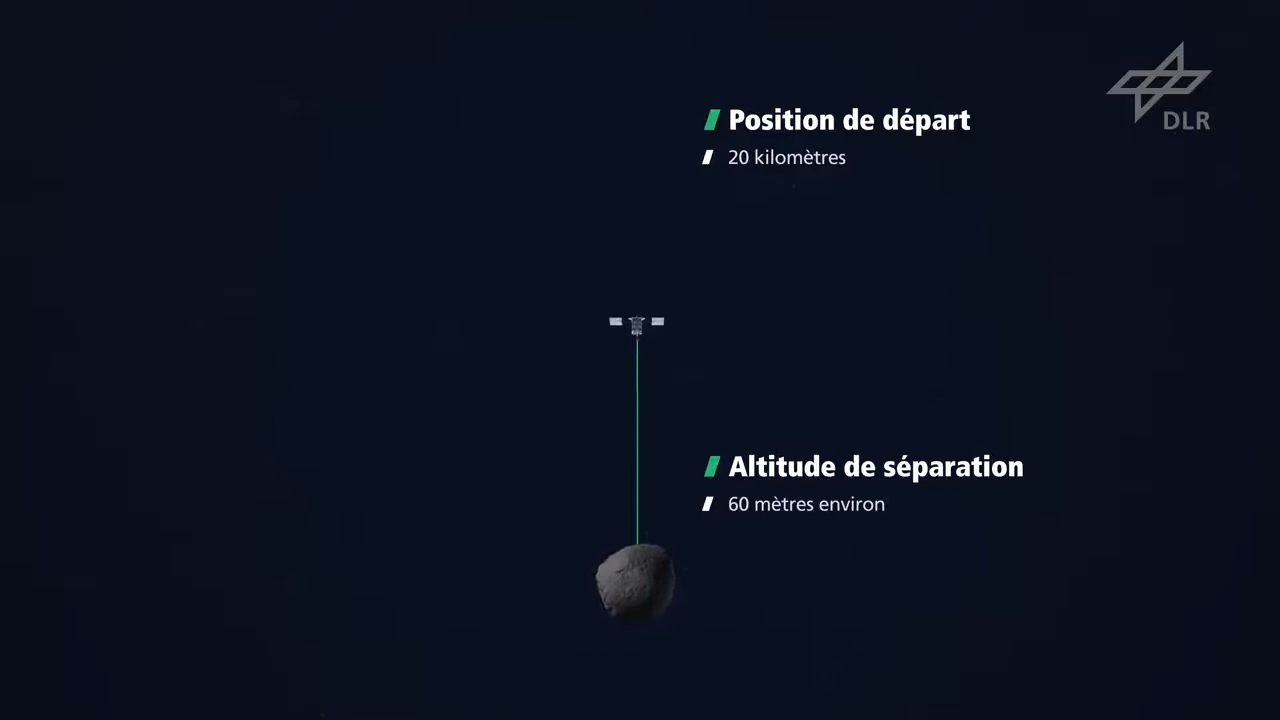 Position de départ
20 kilomètres
DLR
Altitude de séparation
60 mètres environ